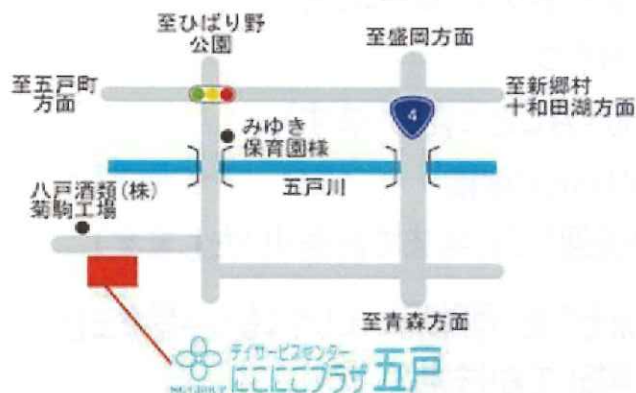 至ひばり野
公園
至盛岡方面
至五戸町
方面
至新郷村
十和田湖方面
4
みゆき
保育園様
五戸川
八戸酒類(株)
菊駒工場
至青森方面
デイサービスセンター
にこにこプラザ 五戸